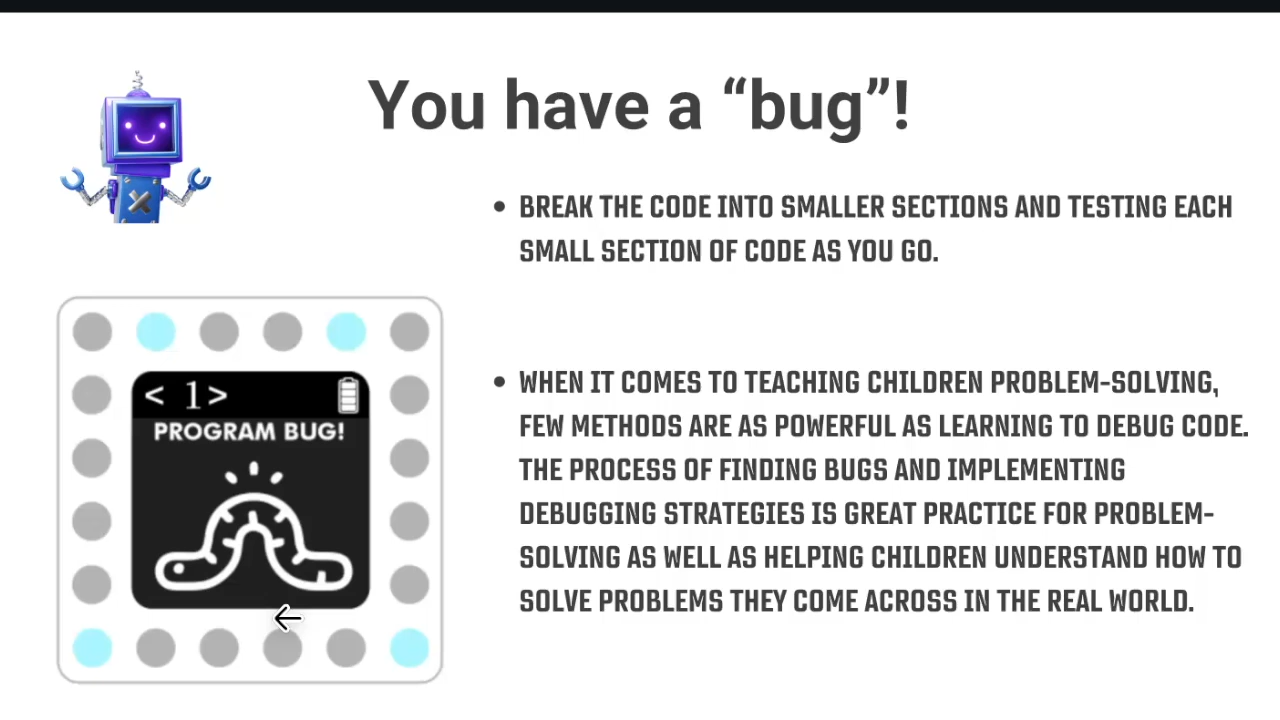 You have a “bug”!
• BREAK THE CODE INTO SMALLER SECTIONS AND TESTING EACH
SMALL SECTION OF CODE AS YOU GO.
< 1>
PROGRAM BUG!
• WHEN IT COMES TO TEACHING CHILDREN PROBLEM-SOLVING,
FEW METHODS ARE AS POWERFUL AS LEARNING TO DEBUG CODE.
THE PROCESS OF FINDING BUGS AND IMPLEMENTING
DEBUGGING STRATEGIES IS GREAT PRACTICE FOR PROBLEM-
SOLVING AS WELL AS HELPING CHILDREN UNDERSTAND HOW TO
SOLVE PROBLEMS THEY COME ACROSS IN THE REAL WORLD.